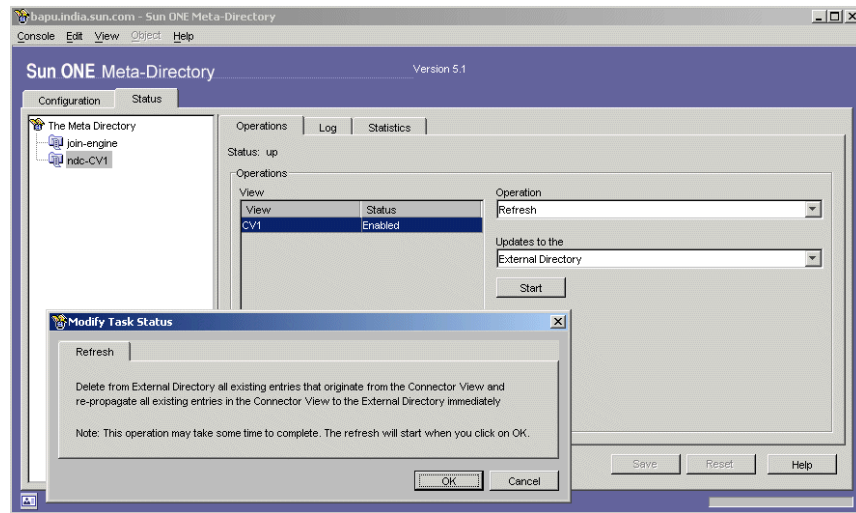 bapu.india.sun.com - Sun ONE Meta-Directory
Console Edit View Object Help
Sun ONE Meta-Directory
Version 5.1
Configuration Status
The Meta Directory
join-engine
ndc-CV1
Operations Log Statistics
Status: up
Operations
View
View Status
CV1 Enabled
Operation
Refresh
Updates to the
External Directory
Start
Modify Task Status
Refresh
Delete from External Directory all existing entries that originate from the Connector View and
re-propagate all existing entries in the Connector View to the External Directory immediately
Note: This operation may take some time to complete. The refresh will start when you click on OK.
OK Cancel
Save Reset Help